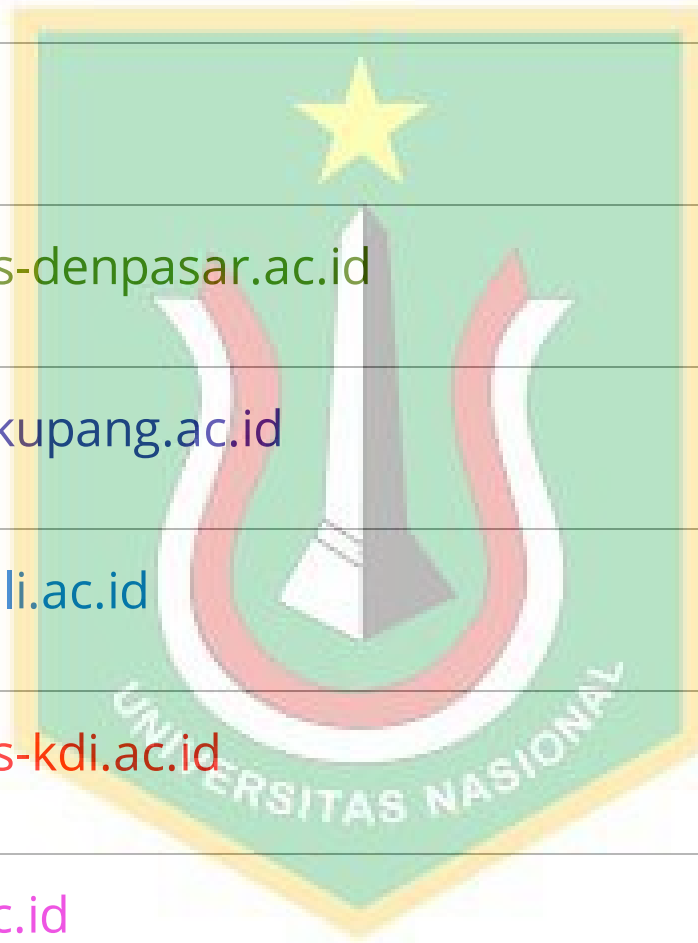 s-denpasar.ac.id
kupang.ac.id
li.ac.id
s-kdi.ac.id
UNIVERSITAS NASIONAL
c.id